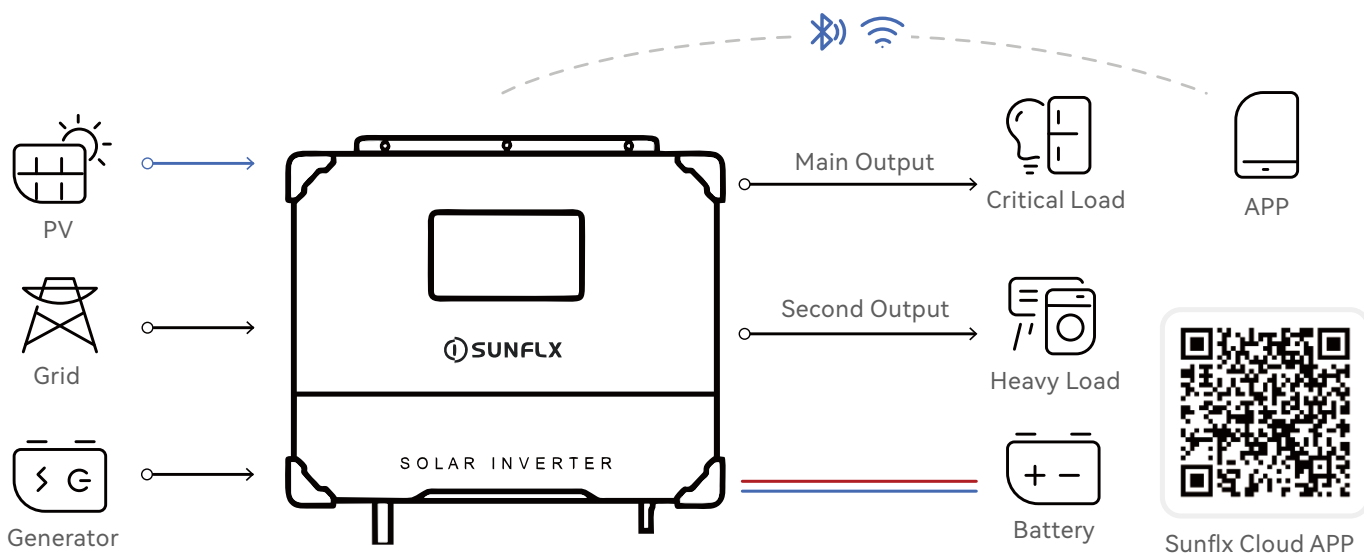 PV
Grid
Generator
SUNFLX
SOLAR INVERTER
Main Output
Second Output
Critical Load
Heavy Load
Battery
APP
Sunflx Cloud APP